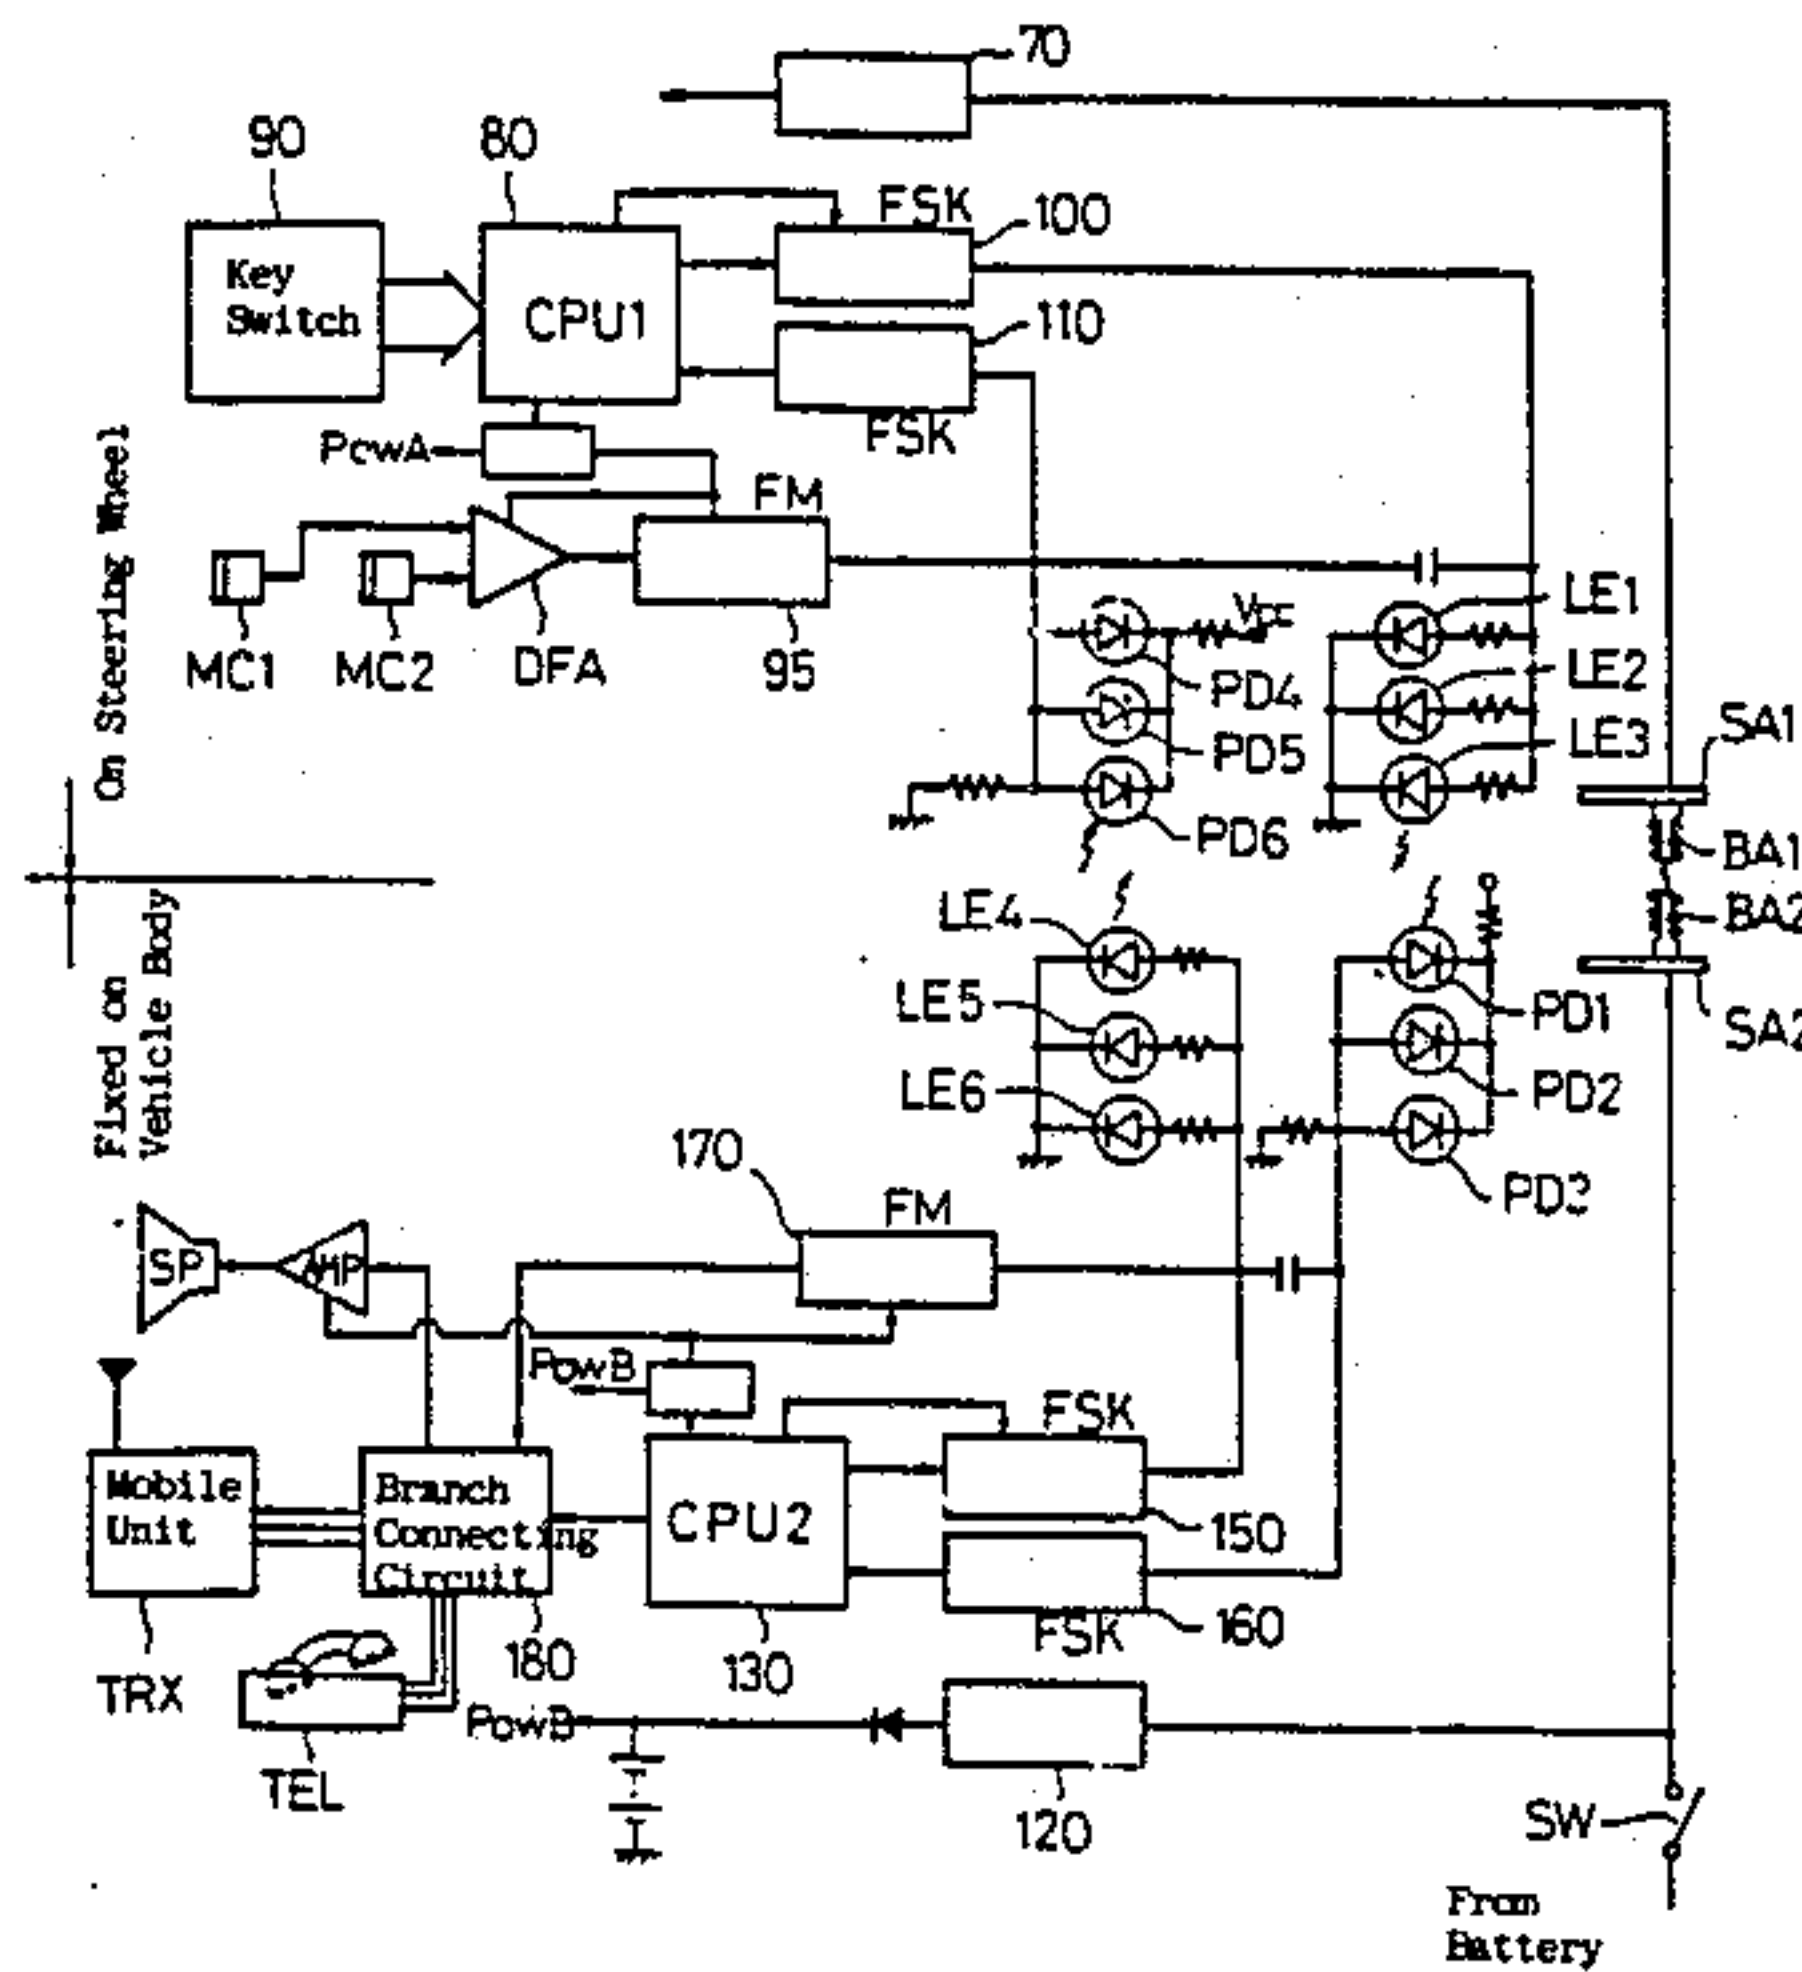 70
90
80
FSK
100
Key
Switch
CPU1
110
FSK
PowA
FM
MC1
MC2
DFA
95
On Steering Wheel
VCC
LE1
LE2
LE3
PD4
PD5
PD6
SA1
BA1
BA2
SA2
Fixed on
Vehicle Body
LE4
LE5
LE6
PD1
PD2
PD3
170
FM
SP
AMP
PowB
FSK
Mobile
Unit
Branch
Connecting
Circuit
CPU2
150
160
FSK
TRX
180
130
PowB
TEL
120
SW
From
Battery